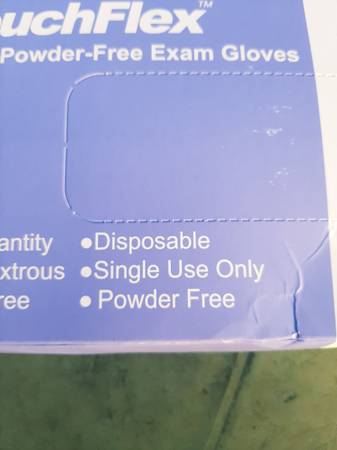 uchFlex™
Powder-Free Exam Gloves
antity •Disposable
xtrous •Single Use Only
ree • Powder Free